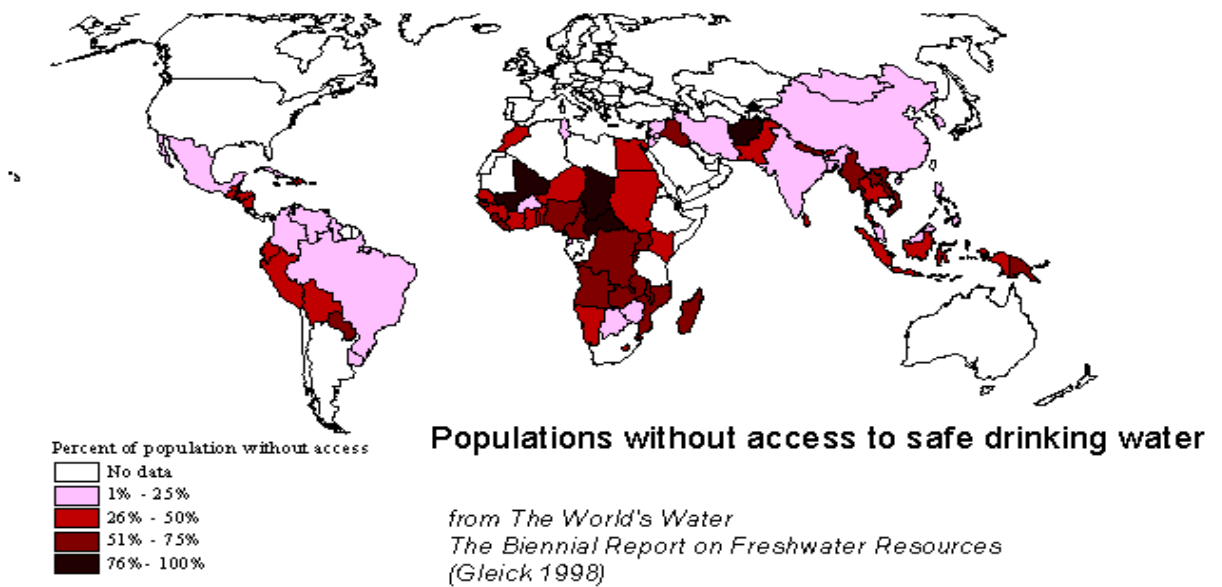 Populations without access to safe drinking water
Percent of population without access
No data
1% - 25%
26% - 50%
51% - 75%
76%- 100%
from The World's Water
The Biennial Report on Freshwater Resources
(Gleick 1998)